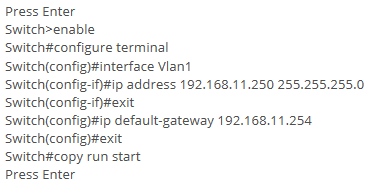 Press Enter
Switch>enable
Switch#configure terminal
Switch(config)#interface Vlan1
Switch(config-if)#ip address 192.168.11.250 255.255.255.0
Switch(config-if)#exit
Switch(config)#ip default-gateway 192.168.11.254
Switch(config)#exit
Switch#copy run start
Press Enter